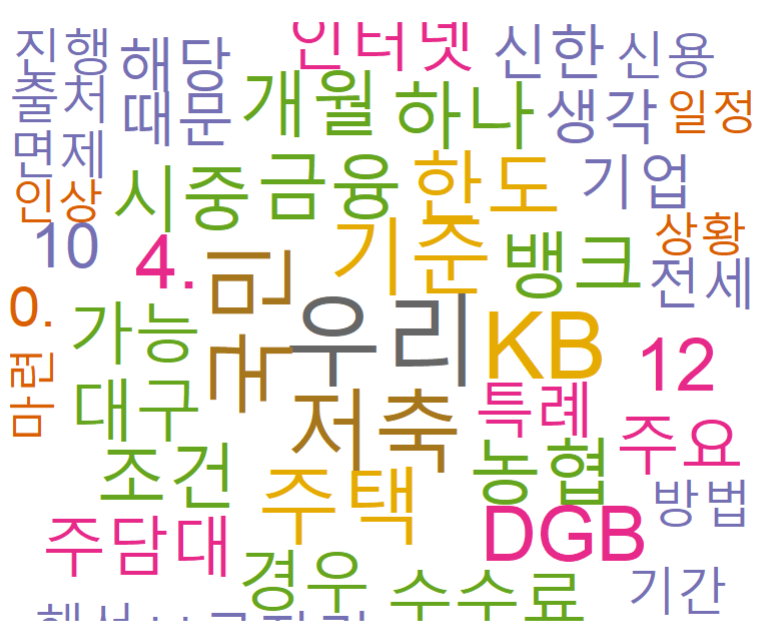 인터넷
진행 해당 신한 신용
출처 때문 개월 하나 생각 일정
면제 시중 금융 한도 기업
인상 10 4. 기준 뱅크 상황 전세
0. 가능 국민 우리 KB 12
마련 대구 저축 특례 주요
조건 주택 농협 방법
주담대 DGB
경우 수수료 기간